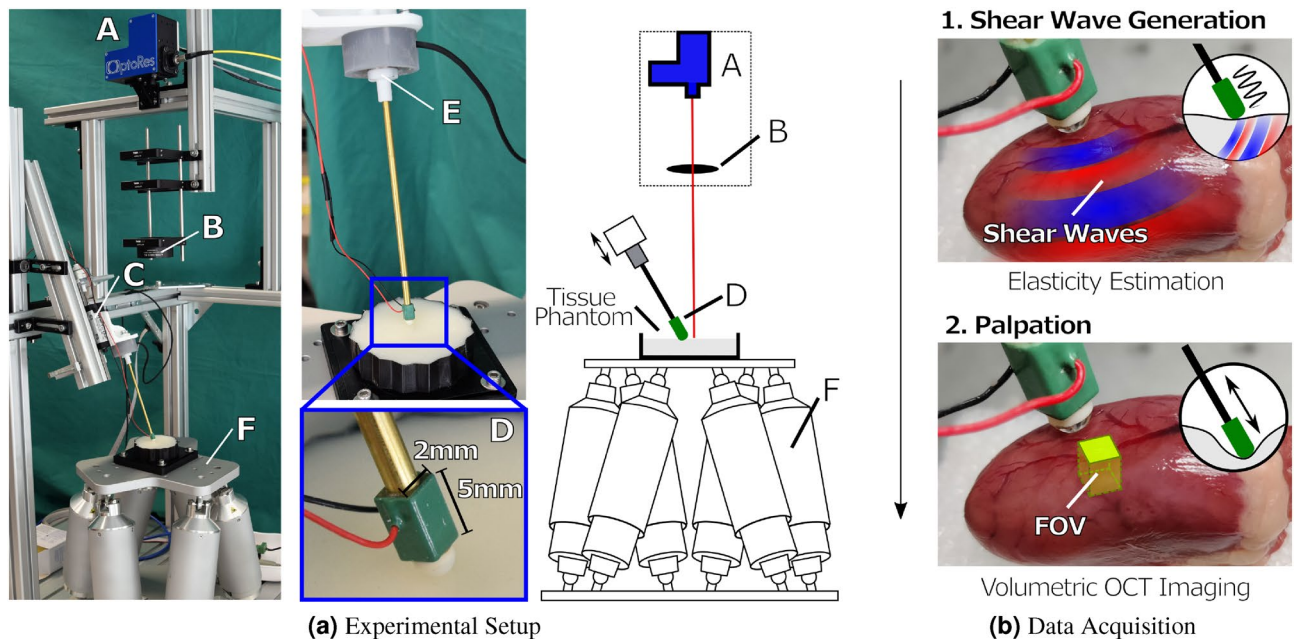 A
OptoRes
B
C
F
E
D
2mm
5mm
A
B
D
Tissue
Phantom
F
(a) Experimental Setup
1. Shear Wave Generation
Shear Waves
Elasticity Estimation
2. Palpation
FOV
Volumetric OCT Imaging
(b) Data Acquisition